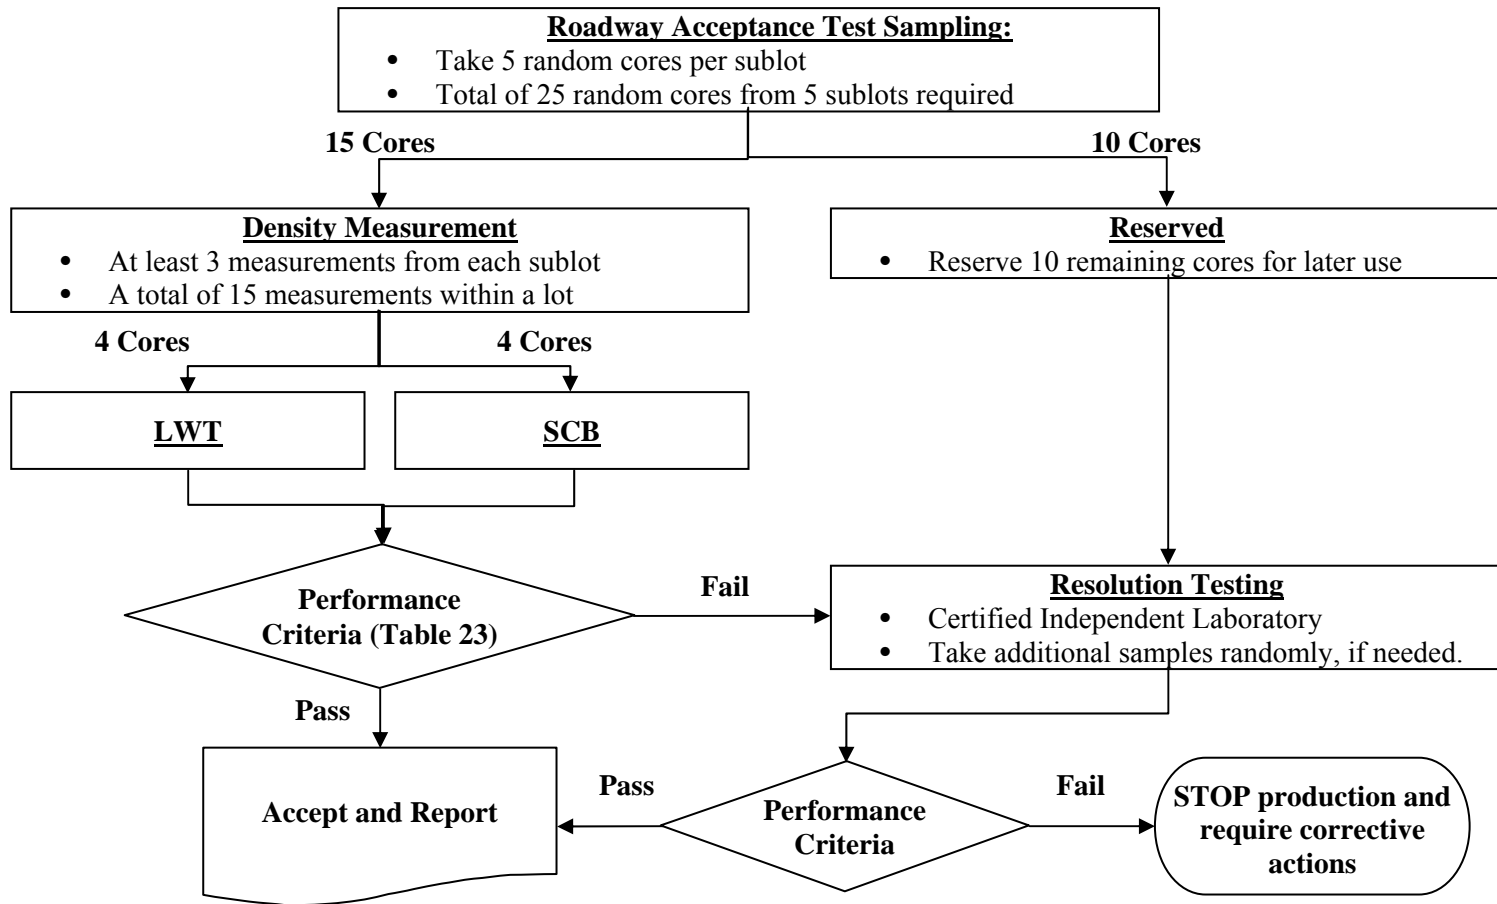 Roadway Acceptance Test Sampling:
• Take 5 random cores per sublot
• Total of 25 random cores from 5 sublots required
15 Cores
10 Cores
Density Measurement
• At least 3 measurements from each sublot
• A total of 15 measurements within a lot
Reserved
• Reserve 10 remaining cores for later use
4 Cores
4 Cores
LWT
SCB
Performance
Criteria (Table 23)
Fail
Resolution Testing
• Certified Independent Laboratory
• Take additional samples randomly, if needed.
Pass
Accept and Report
Pass
Performance
Criteria
Fail
STOP production and
require corrective
actions